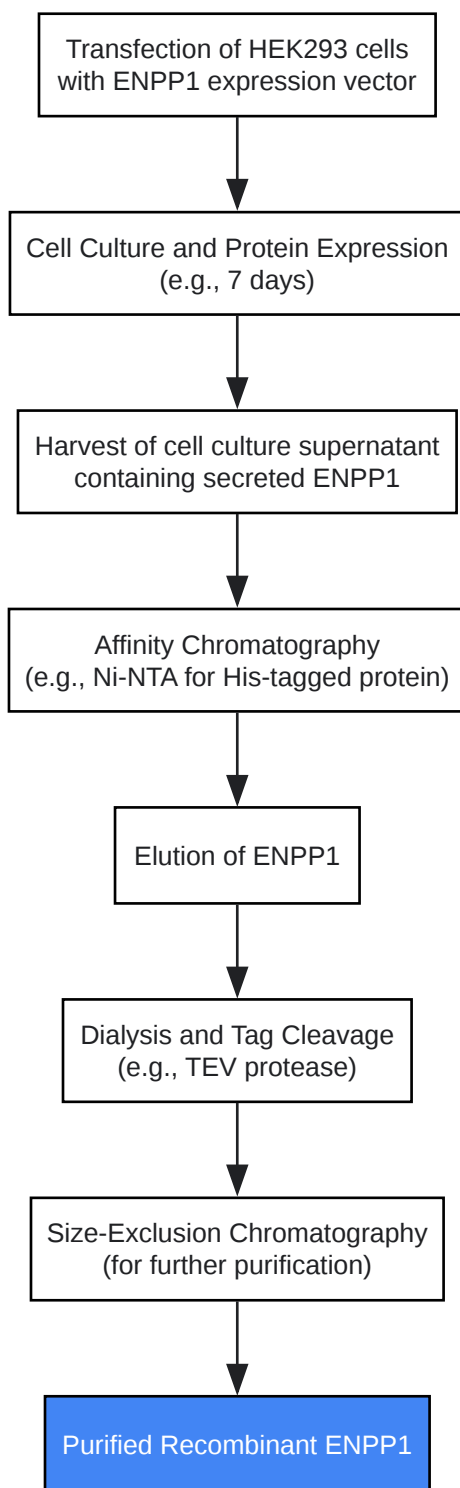 Transfection of HEK293 cells
with ENPP1 expression vector
Cell Culture and Protein Expression
(e.g., 7 days)
Harvest of cell culture supernatant
containing secreted ENPP1
Affinity Chromatography
(e.g., Ni-NTA for His-tagged protein)
Elution of ENPP1
Dialysis and Tag Cleavage
(e.g., TEV protease)
Size-Exclusion Chromatography
(for further purification)
Purified Recombinant ENPP1